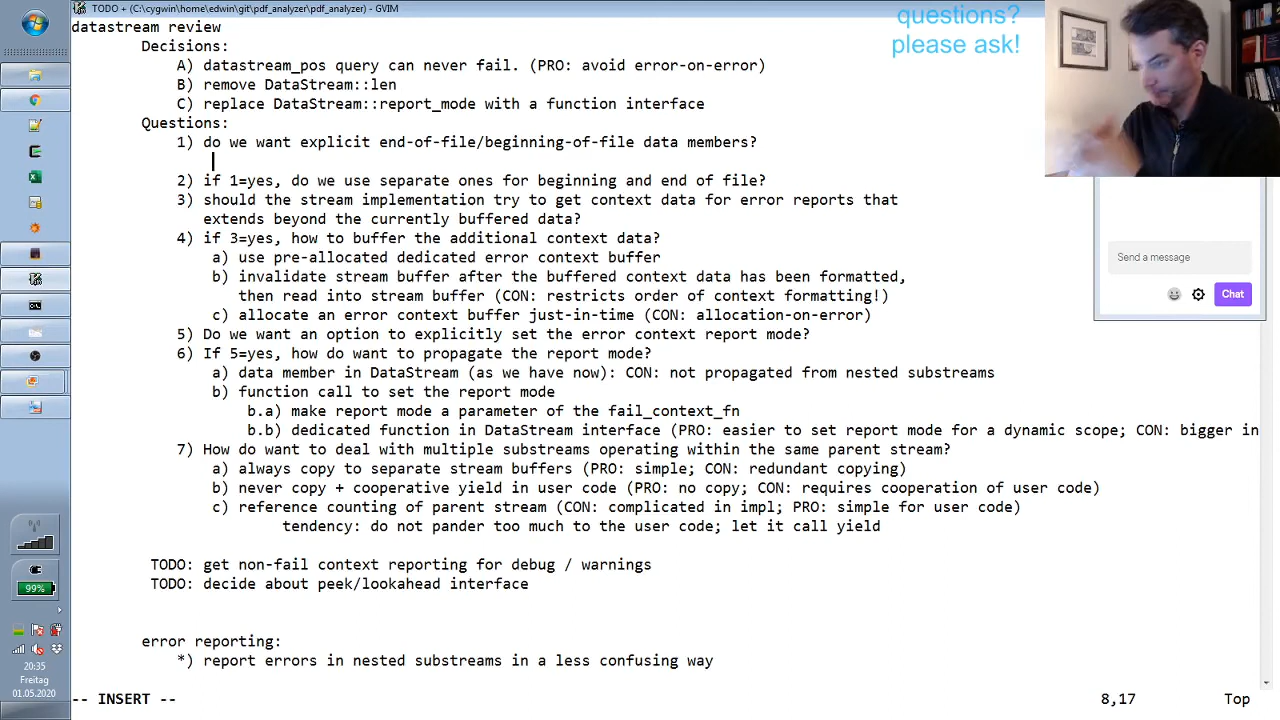 TODO + (C:\cygwin\home\edwin\git\pdf_analyzer\pdf_analyzer) - GVIM
datastream review
Decisions:
A) datastream_pos query can never fail. (PRO: avoid error-on-error)
B) remove DataStream::len
C) replace DataStream::report_mode with a function interface
Questions:
1) do we want explicit end-of-file/beginning-of-file data members?
2) if 1=yes, do we use separate ones for beginning and end of file?
3) should the stream implementation try to get context data for error reports that
extends beyond the currently buffered data?
4) if 3=yes, how to buffer the additional context data?
a) use pre-allocated dedicated error context buffer
b) invalidate stream buffer after the buffered context data has been formatted,
then read into stream buffer (CON: restricts order of context formatting!)
c) allocate an error context buffer just-in-time (CON: allocation-on-error)
5) Do we want an option to explicitly set the error context report mode?
6) If 5=yes, how do want to propagate the report mode?
a) data member in DataStream (as we have now): CON: not propagated from nested substreams
b) function call to set the report mode
b.a) make report mode a parameter of the fail_context_fn
b.b) dedicated function in DataStream interface (PRO: easier to set report mode for a dynamic scope; CON: bigger in
7) How do want to deal with multiple substreams operating within the same parent stream?
a) always copy to separate stream buffers (PRO: simple; CON: redundant copying)
b) never copy + cooperative yield in user code (PRO: no copy; CON: requires cooperation of user code)
c) reference counting of parent stream (CON: complicated in impl; PRO: simple for user code)
tendency: do not pander too much to the user code; let it call yield
TODO: get non-fail context reporting for debug / warnings
TODO: decide about peek/lookahead interface
error reporting:
*) report errors in nested substreams in a less confusing way
-- INSERT --
8,17
Top
questions?
please ask!
Send a message
Chat
99%
20:35
Freitag
01.05.2020